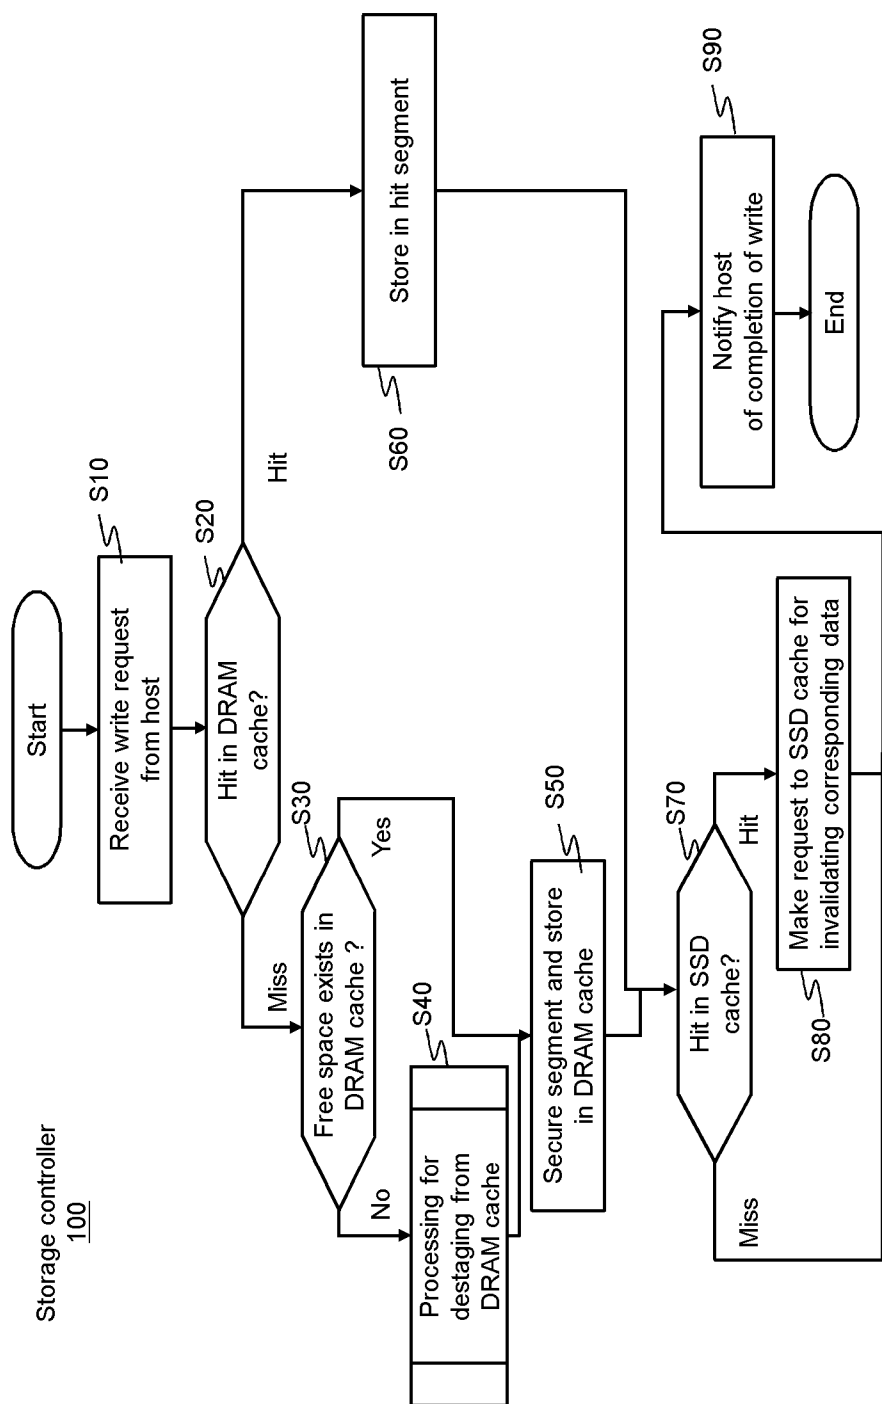 Storage controller
100
Start
Receive write request
from host
S10
Hit in DRAM
cache?
S20
Miss
Hit
Free space exists in
DRAM cache ?
S30
No
Yes
Store in hit segment
S60
Processing for
destaging from
DRAM cache
S40
Secure segment and store
in DRAM cache
S50
Hit in SSD
cache?
S70
Miss
Hit
Make request to SSD cache for
invalidating corresponding data
S80
Notify host
of completion of write
S90
End